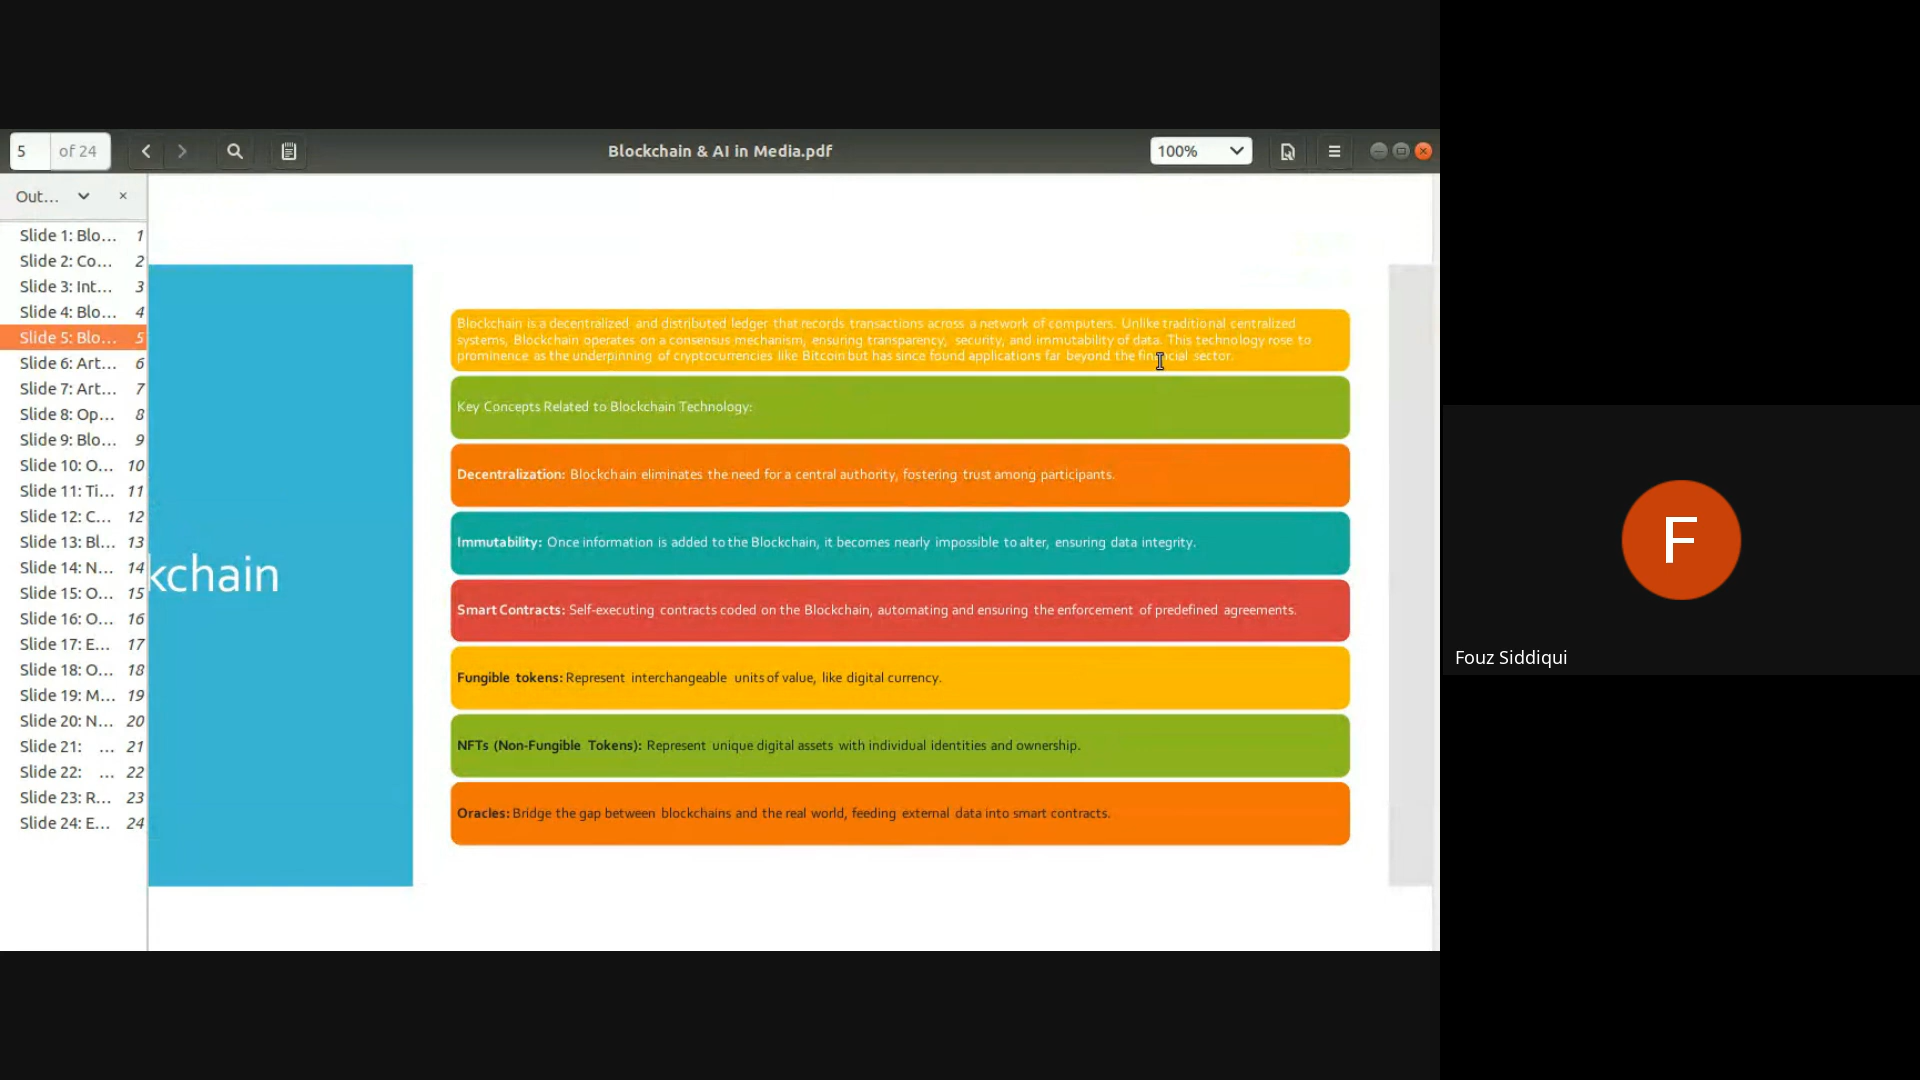 5 of 24
Blockchain & AI in Media.pdf
100%
Out...
Slide 1: Blo... 1
Slide 2: Co... 2
Slide 3: Int... 3
Slide 4: Blo... 4
Slide 5: Blo... 5
Slide 6: Art... 6
Slide 7: Art... 7
Slide 8: Op... 8
Slide 9: Blo... 9
Slide 10: O... 10
Slide 11: Ti... 11
Slide 12: C... 12
Slide 13: Bl... 13
Slide 14: N... 14
Slide 15: O... 15
Slide 16: O... 16
Slide 17: E... 17
Slide 18: O... 18
Slide 19: M... 19
Slide 20: N... 20
Slide 21: ... 21
Slide 22: ... 22
Slide 23: R... 23
Slide 24: E... 24
kchain
Blockchain is a decentralized and distributed ledger that records transactions across a network of computers. Unlike traditional centralized
systems, Blockchain operates on a consensus mechanism, ensuring transparency, security, and immutability of data. This technology rose to
prominence as the underpinning of cryptocurrencies like Bitcoin but has since found applications far beyond the financial sector.
Key Concepts Related to Blockchain Technology:
Decentralization: Blockchain eliminates the need for a central authority, fostering trust among participants.
Immutability: Once information is added to the Blockchain, it becomes nearly impossible to alter, ensuring data integrity.
Smart Contracts: Self-executing contracts coded on the Blockchain, automating and ensuring the enforcement of predefined agreements.
Fungible tokens: Represent interchangeable units of value, like digital currency.
NFTs (Non-Fungible Tokens): Represent unique digital assets with individual identities and ownership.
Oracles: Bridge the gap between blockchains and the real world, feeding external data into smart contracts.
F
Fouz Siddiqui